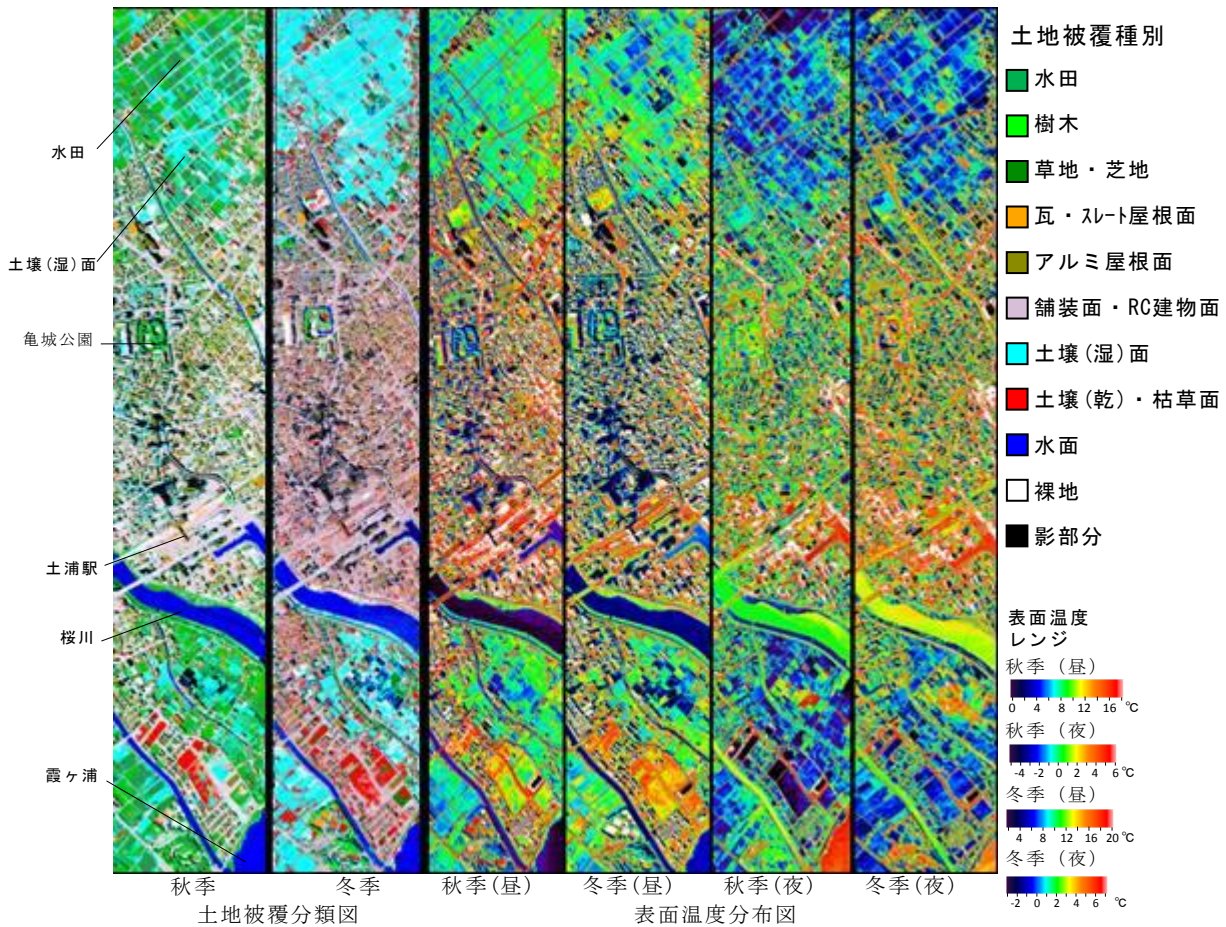 水田
土壌(湿)面
亀城公園
土浦駅
桜川
霞ヶ浦
秋季
冬季
秋季(昼)
冬季(昼)
秋季(夜)
冬季(夜)
土地被覆分類図
表面温度分布図
土地被覆種別
水田
樹木
草地・芝地
瓦・ｽﾚｰﾄ屋根面
アルミ屋根面
舗装面・RC建物面
土壌(湿)面
土壌(乾)・枯草面
水面
裸地
影部分
表面温度
レンジ
秋季 (昼)
0 4 8 12 16 ℃
秋季 (夜)
-4 -2 0 2 4 6 ℃
冬季 (昼)
4 8 12 16 20 ℃
冬季 (夜)
-2 0 2 4 6 ℃